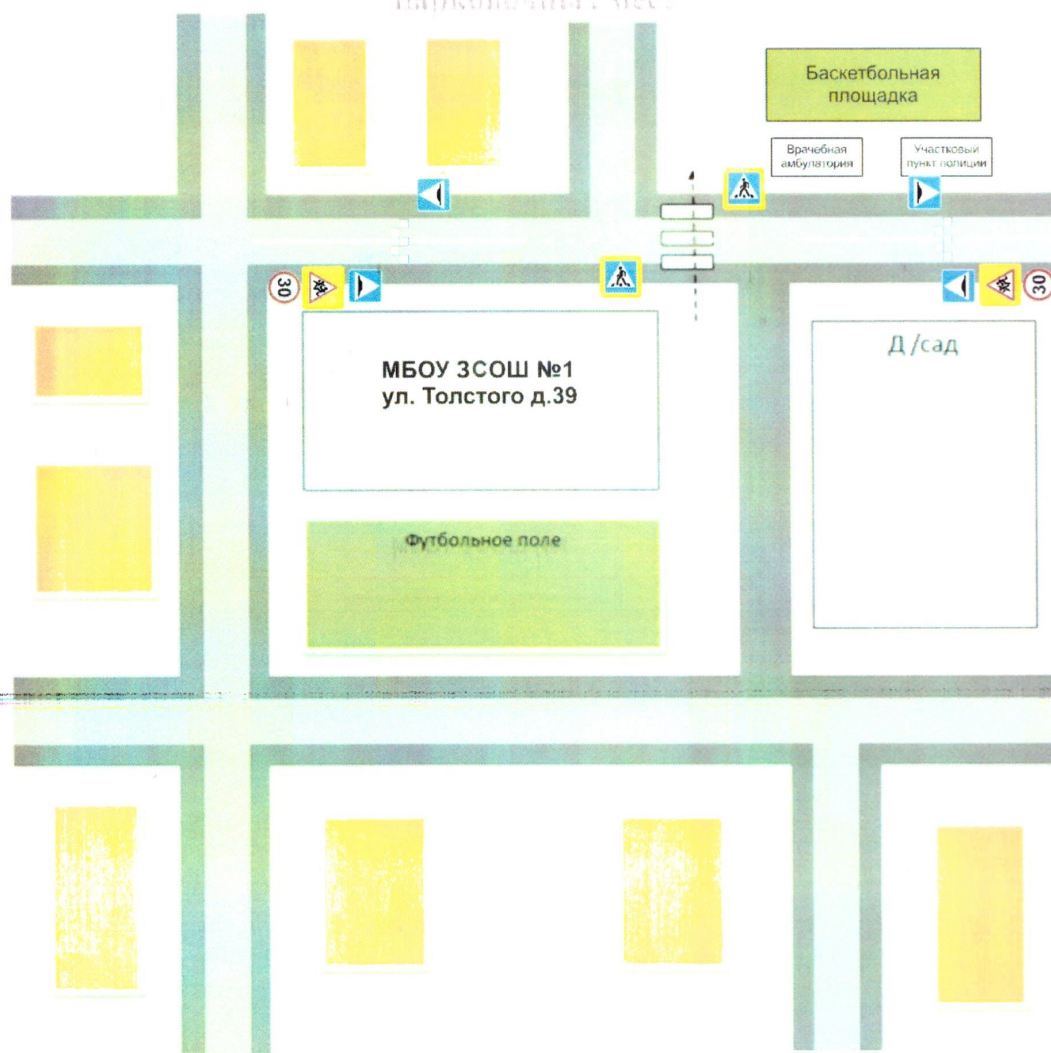 Баскетбольная
площадка
Врачебная
амбулатория
Участковый
пункт полиции
30
30
МБОУ ЗСОШ №1
ул. Толстого д.39
Д/сад
Футбольное поле